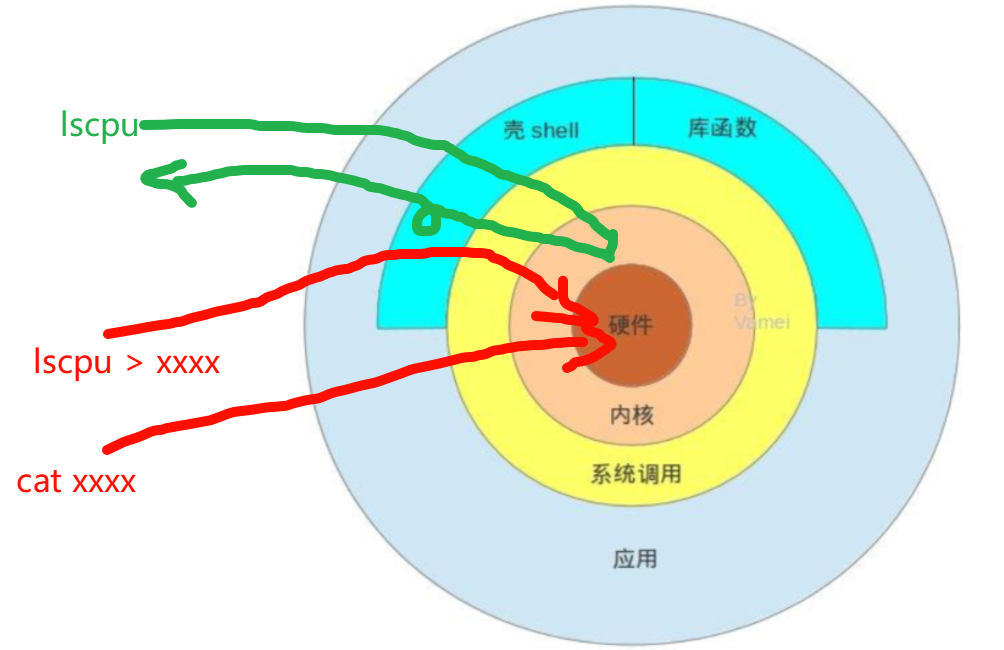 lscpu
壳 shell
库函数
By
Vamei
硬件
lscpu > xxxx
内核
cat xxxx
系统调用
应用